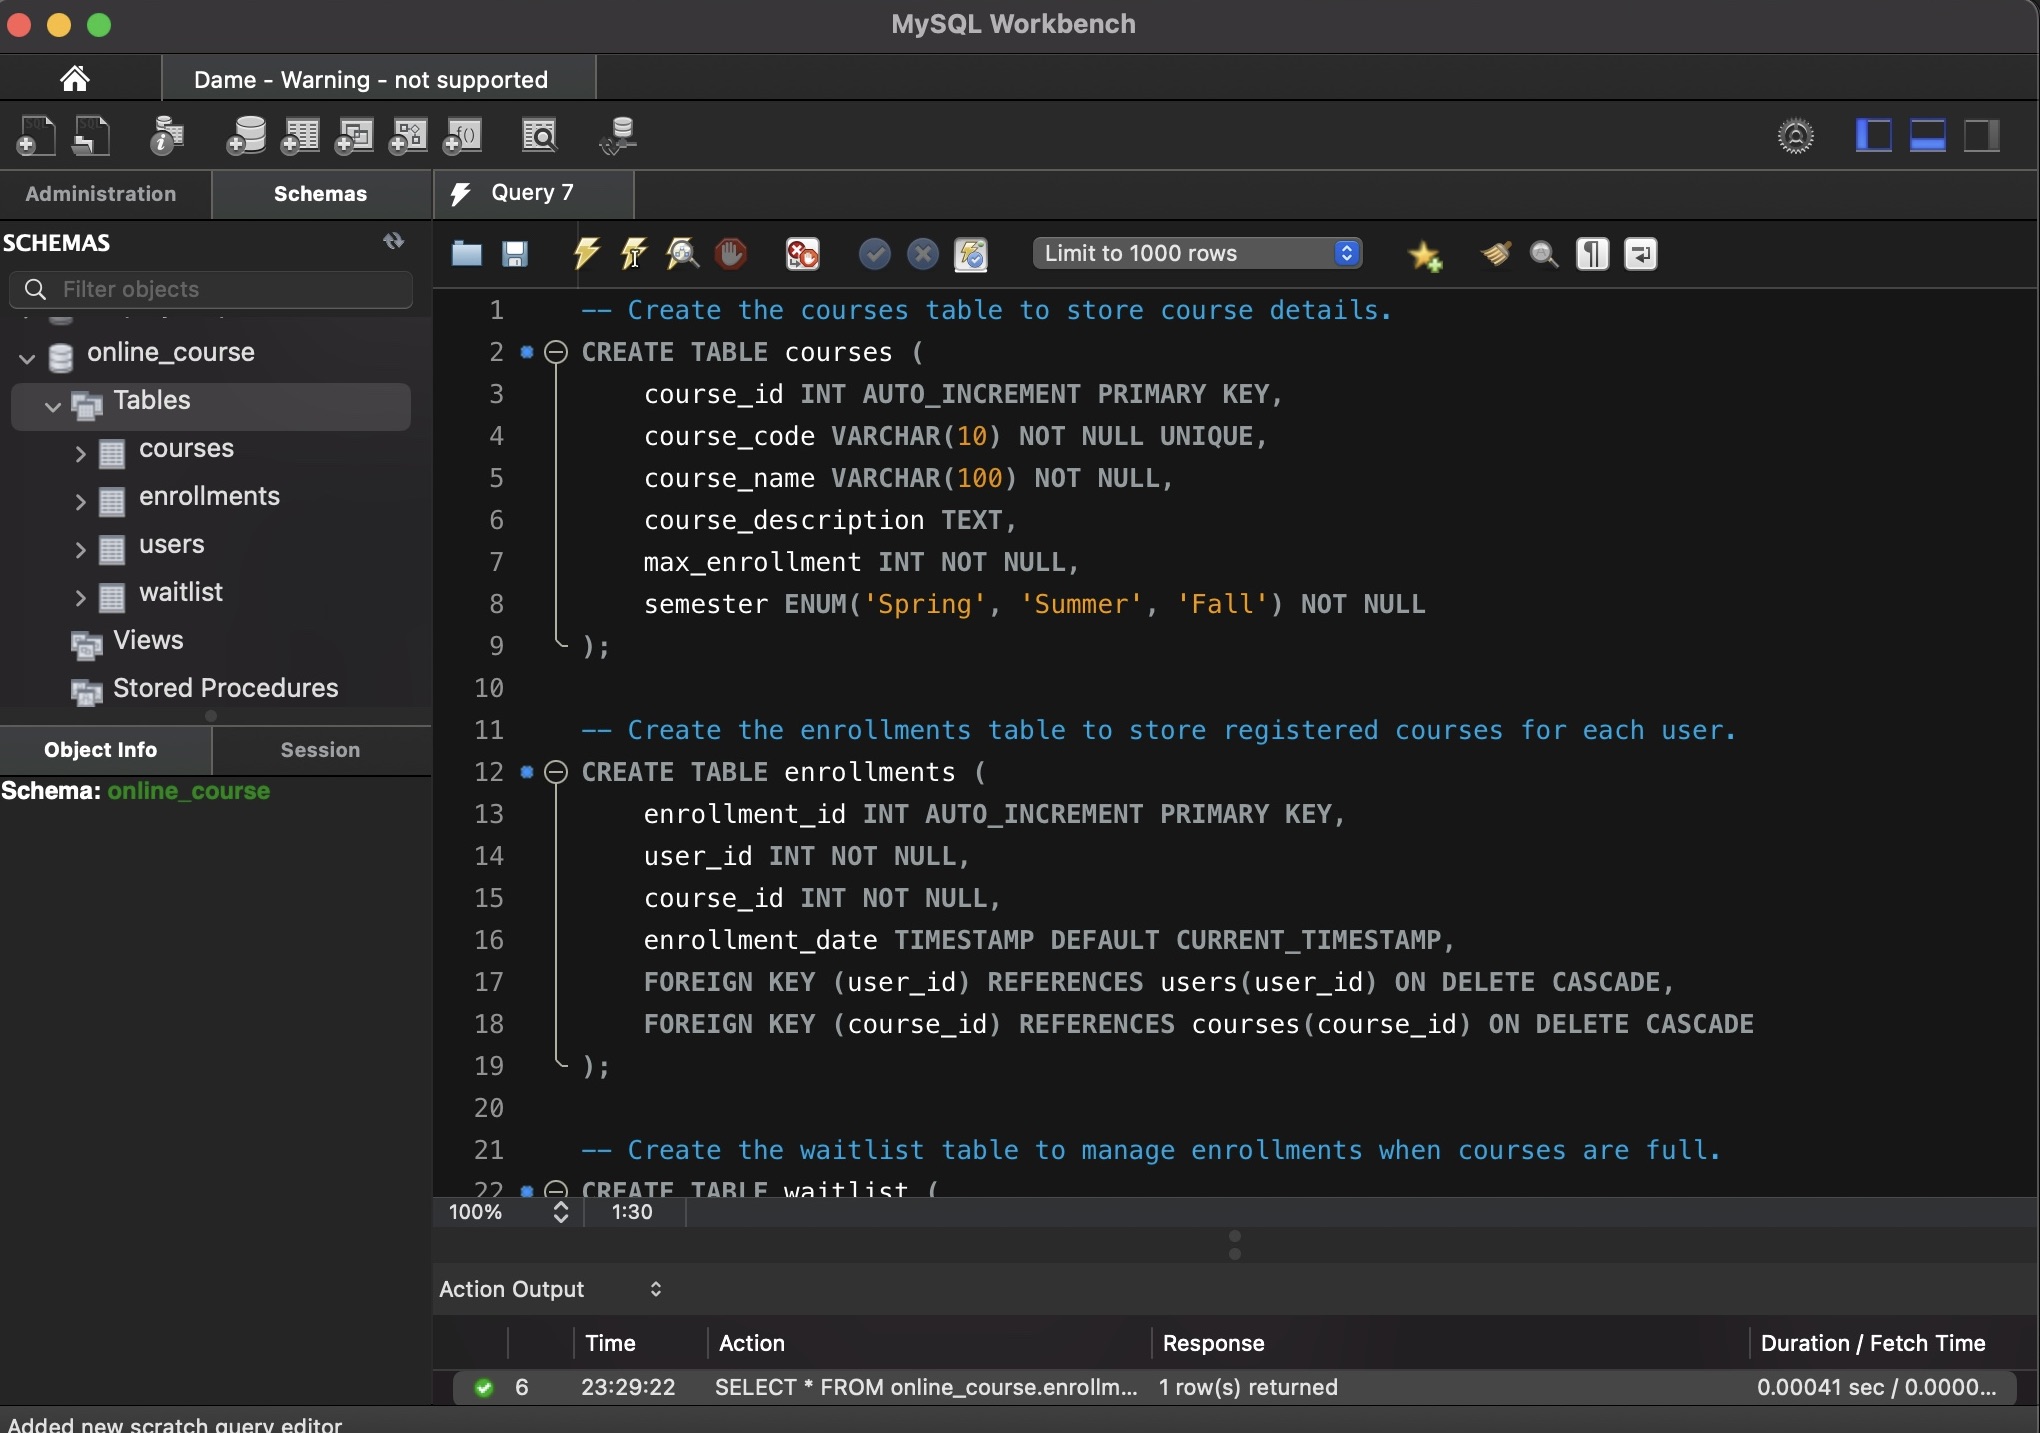 MySQL Workbench
Dame - Warning - not supported
Administration
Schemas
Query 7
SCHEMAS
Filter objects
Limit to 1000 rows
online_course
Tables
courses
enrollments
users
waitlist
Views
Stored Procedures
Object Info
Session
Schema: online_course
1 -- Create the courses table to store course details.
2 CREATE TABLE courses (
3 course_id INT AUTO_INCREMENT PRIMARY KEY,
4 course_code VARCHAR(10) NOT NULL UNIQUE,
5 course_name VARCHAR(100) NOT NULL,
6 course_description TEXT,
7 max_enrollment INT NOT NULL,
8 semester ENUM('Spring', 'Summer', 'Fall') NOT NULL
9 );
10
11 -- Create the enrollments table to store registered courses for each user.
12 CREATE TABLE enrollments (
13 enrollment_id INT AUTO_INCREMENT PRIMARY KEY,
14 user_id INT NOT NULL,
15 course_id INT NOT NULL,
16 enrollment_date TIMESTAMP DEFAULT CURRENT_TIMESTAMP,
17 FOREIGN KEY (user_id) REFERENCES users(user_id) ON DELETE CASCADE,
18 FOREIGN KEY (course_id) REFERENCES courses(course_id) ON DELETE CASCADE
19 );
20
21 -- Create the waitlist table to manage enrollments when courses are full.
22 CREATE TABLE waitlist (
100% 1:30
Action Output
Time Action Response Duration / Fetch Time
6 23:29:22 SELECT * FROM online_course.enrollm... 1 row(s) returned 0.00041 sec / 0.0000...
Added new scratch query editor